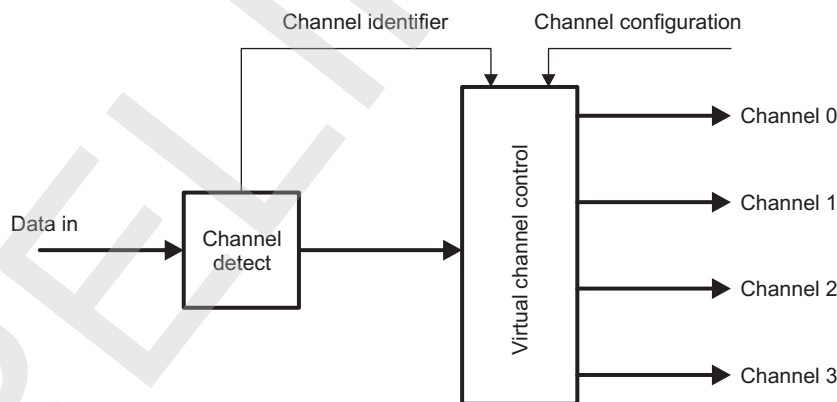 Channel identifier
Channel configuration
Channel 0
Channel 1
Data in
Channel
detect
Virtual channel control
Channel 2
Channel 3